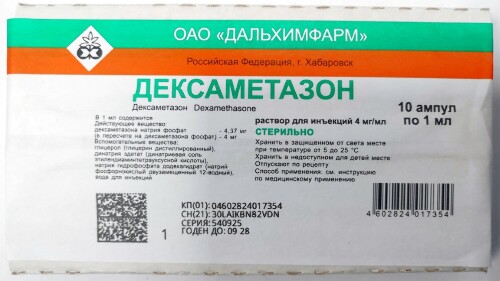 ОАО «ДАЛЬХИМФАРМ»
Российская Федерация, г. Хабаровск
ДЕКСАМЕТАЗОН
Дексаметазон Dexamethasone
В 1 мл содержится
Действующее вещество:
дексаметазона натрия фосфат - 4,37 мг
(в пересчете на дексаметазона фосфат) - 4 мг
Вспомогательные вещества:
глицерол (глицерин дистиллированный),
динатрия эдетат (динатриевая соль
этилендиаминтетрауксусной кислоты),
натрия гидрофосфата додекагидрат (натрий
фосфорнокислый двузамещенный 12-водный),
вода для инъекций
раствор для инъекций 4 мг/мл
СТЕРИЛЬНО
Хранить в защищенном от света месте
при температуре от 5 до 25 °С
Хранить в недоступном для детей месте
Отпускают по рецепту
Способ применения: см. инструкцию
по медицинскому применению
10 ампул
по 1 мл
4 602824 017354
1
КП(01): 04602824017354
СН(21): 30LAIKBN82VDN
СЕРИЯ: 540925
ГОДЕН ДО: 09 28